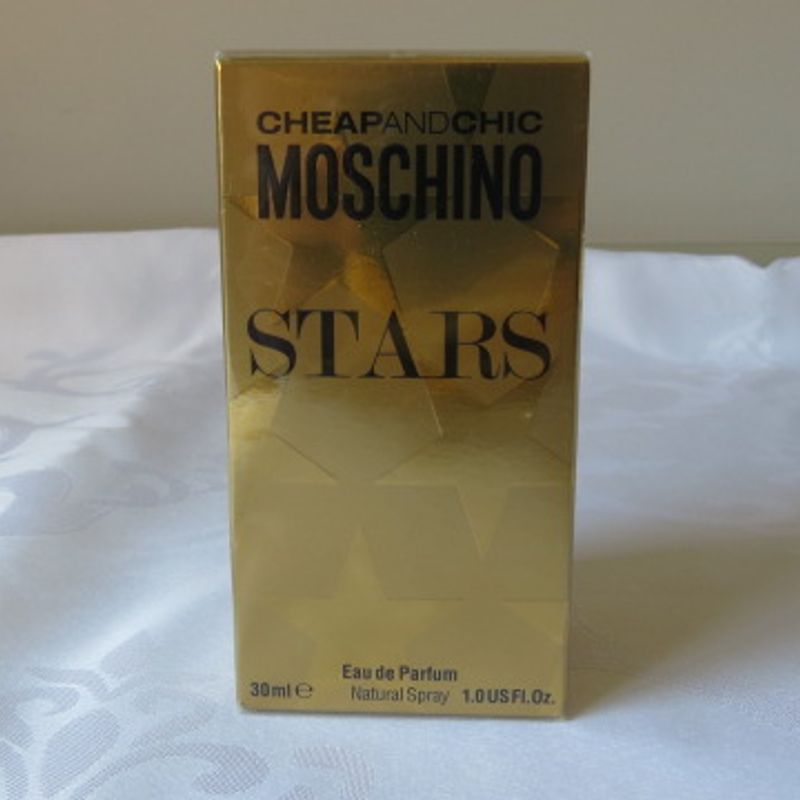 CHEAPANDCHIC
MOSCHINO
STARS
Eau de Parfum
30ml ℮ Natural Spray 1.0 US Fl. Oz.